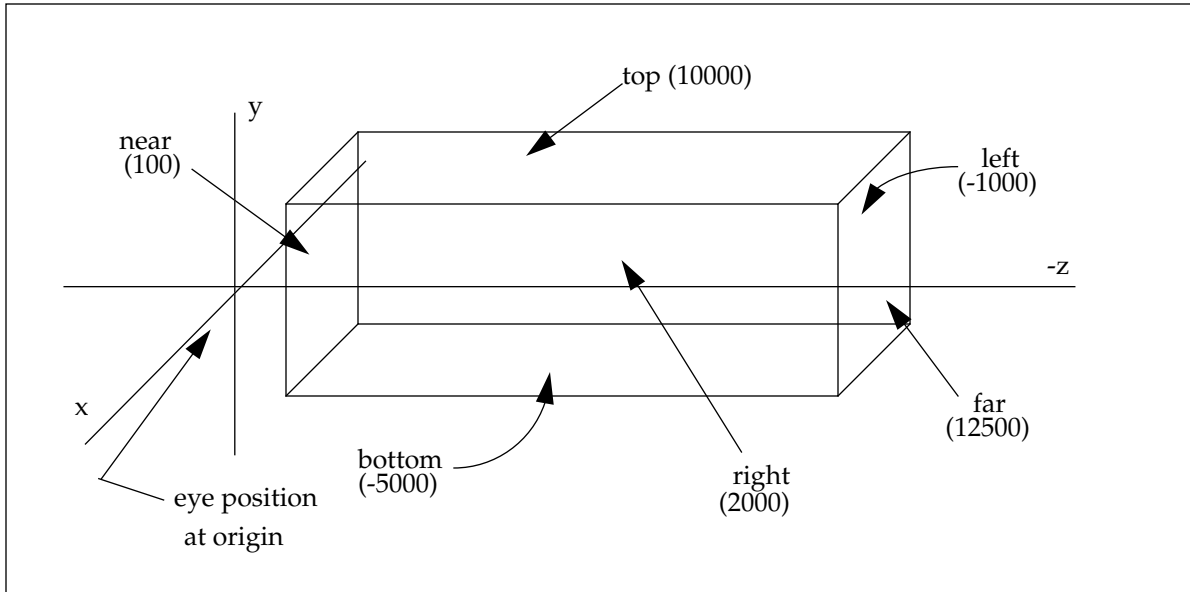 top (10000)
y
near
(100)
left
(-1000)
-z
x
far
(12500)
bottom
(-5000)
right
(2000)
eye position
at origin